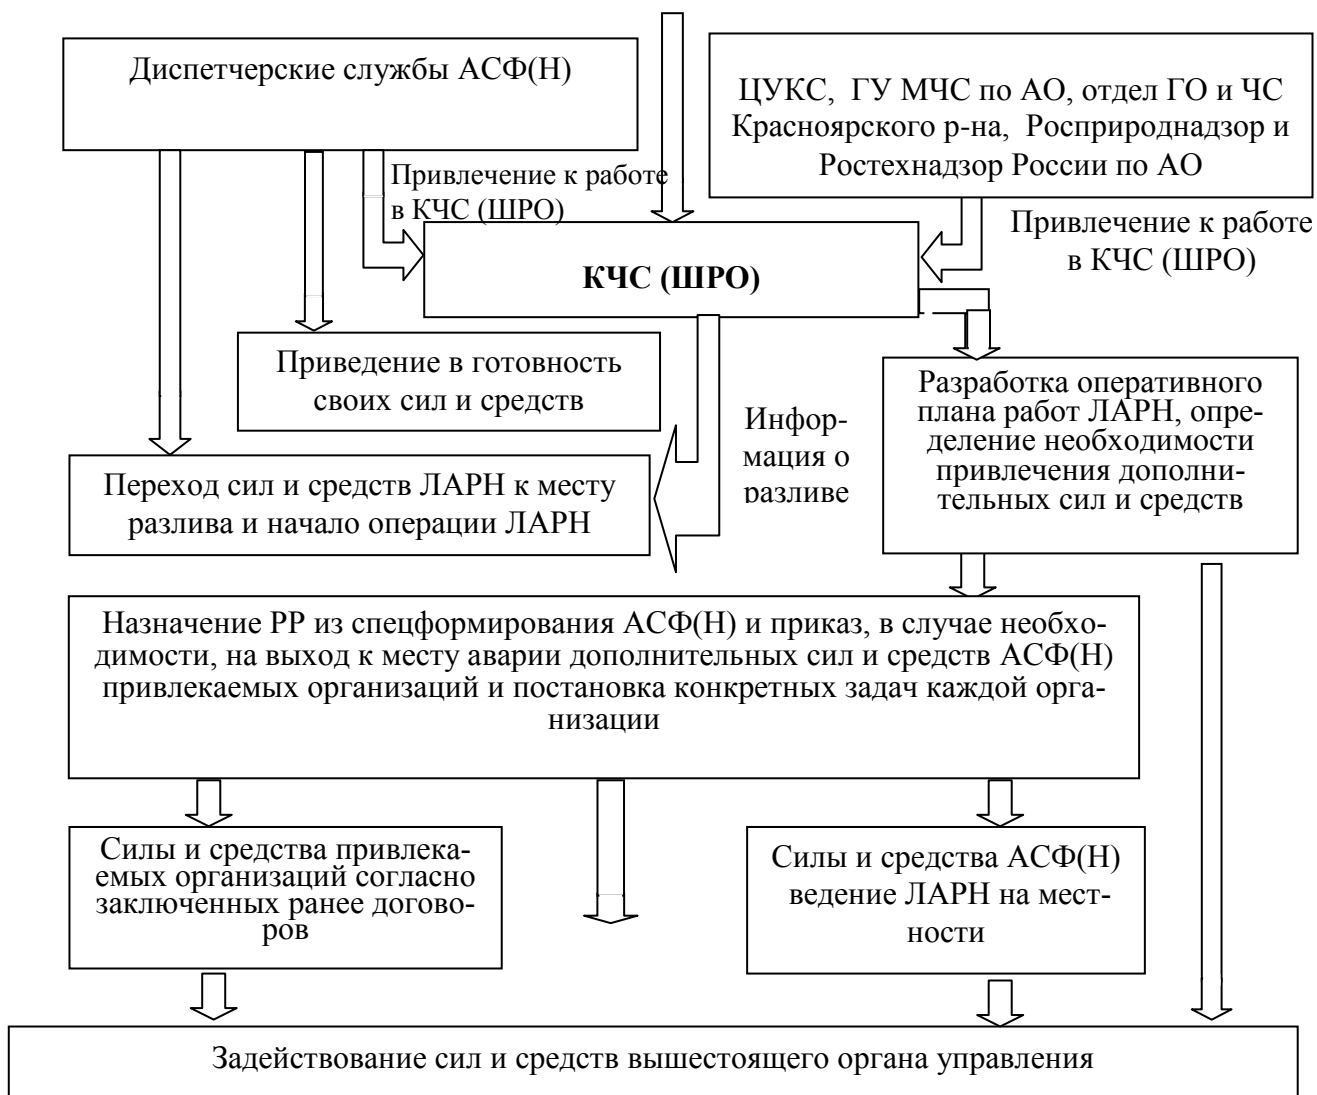 Диспетчерские службы АСФ(Н)
ЦУКС, ГУ МЧС по АО, отдел ГО и ЧС
Красноярского р-на, Росприроднадзор и
Ростехнадзор России по АО
Привлечение к работе
в КЧС (ШРО)
Привлечение к работе
в КЧС (ШРО)
КЧС (ШРО)
Приведение в готовность
своих сил и средств
Инфор-
мация о
разливе
Разработка оперативного
плана работ ЛАРН, опре-
деление необходимости
привлечения дополни-
тельных сил и средств
Переход сил и средств ЛАРН к месту
разлива и начало операции ЛАРН
Назначение РР из спецформирования АСФ(Н) и приказ, в случае необхо-
димости, на выход к месту аварии дополнительных сил и средств АСФ(Н)
привлекаемых организаций и постановка конкретных задач каждой орга-
низации
Силы и средства привлека-
емых организаций согласно
заключенных ранее догово-
ров
Силы и средства АСФ(Н)
ведение ЛАРН на мест-
ности
Задействование сил и средств вышестоящего органа управления